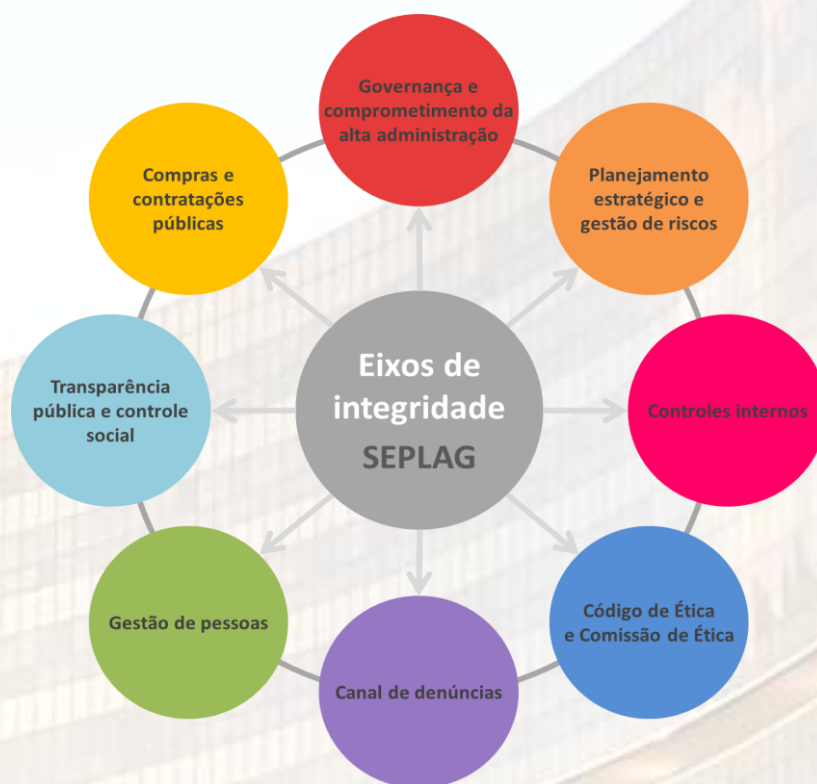 Governança e
comprometimento da
alta administração
Planejamento
estratégico e
gestão de riscos
Controles internos
Código de Ética
e Comissão de Ética
Canal de denúncias
Gestão de pessoas
Transparência
pública e controle
social
Compras e
contratações
públicas
Eixos de
integridade
SEPLAG